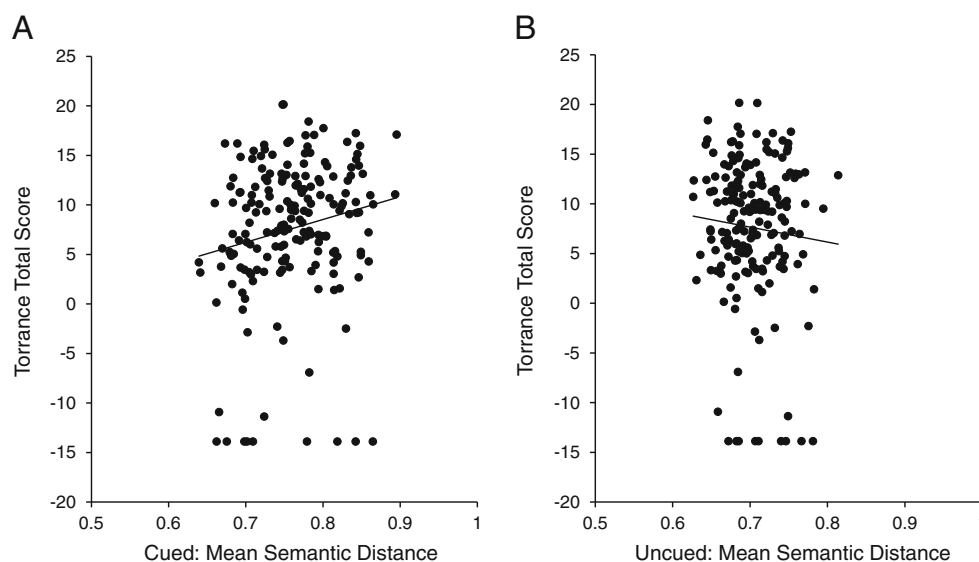 A
25
20
15
10
5
0
-5
-10
-15
-20
Torrance Total Score
0.5 0.6 0.7 0.8 0.9 1
Cued: Mean Semantic Distance
B
25
20
15
10
5
0
-5
-10
-15
-20
Torrance Total Score
0.5 0.6 0.7 0.8 0.9
Uncued: Mean Semantic Distance